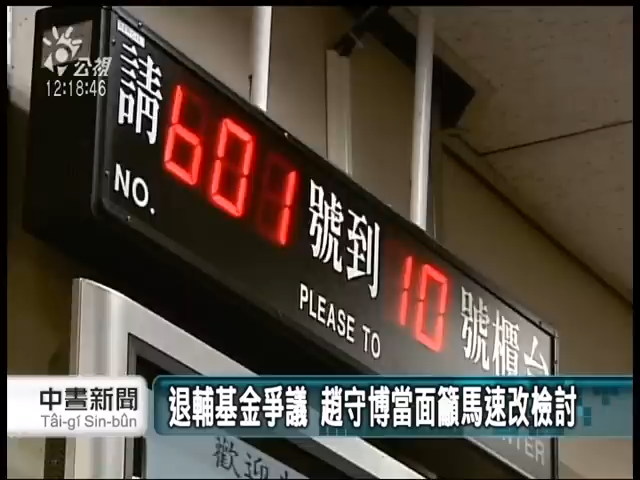 公視
12:18:46
請 601 號到 10 號櫃台
NO.
PLEASE TO
歡迎
中晝新聞
Tâi-gí Sin-bûn
退輔基金爭議 趙守博當面籲馬速改檢討